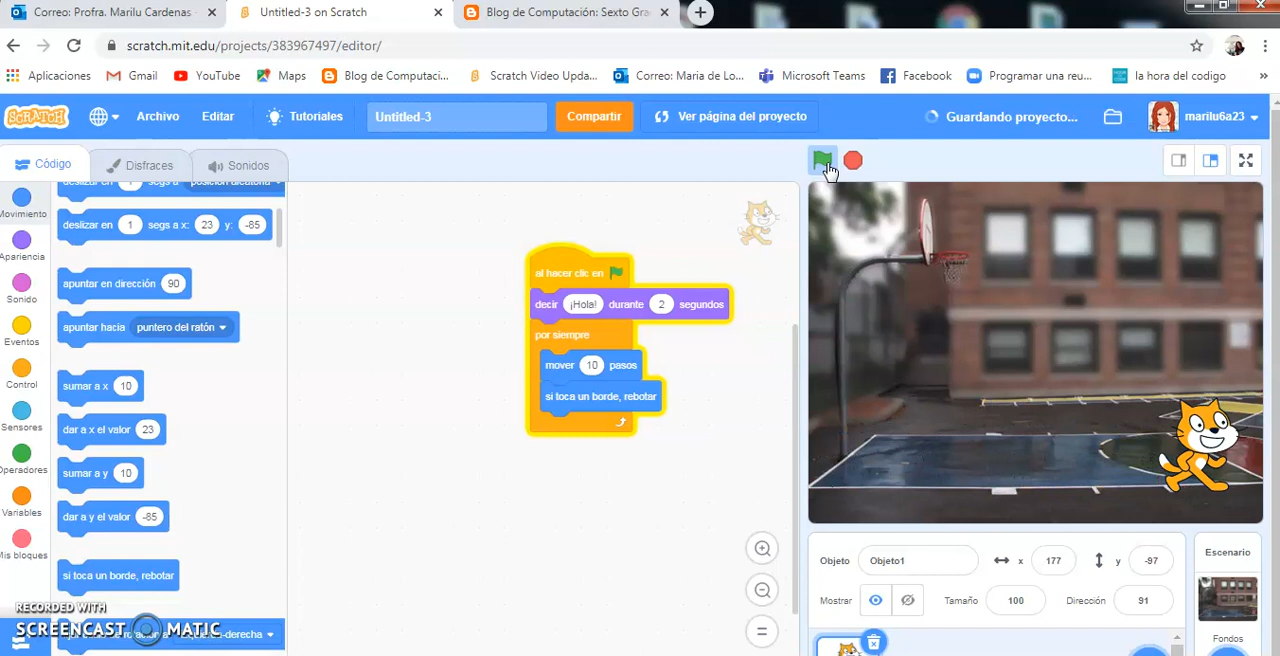 Correo: Profra. Marilu Cardenas
Untitled-3 on Scratch
Blog de Computación: Sexto Gra
scratch.mit.edu/projects/383967497/editor/
Aplicaciones
Gmail
YouTube
Maps
Blog de Computaci...
Scratch Video Upda...
Correo: Maria de Lo...
Microsoft Teams
Facebook
Programar una reu...
la hora del codigo
SCRATCH
Archivo
Editar
Tutoriales
Untitled-3
Compartir
Ver página del proyecto
Guardando proyecto...
marilu6a23
Código
Disfraces
Sonidos
Movimiento
Apariencia
Sonido
Eventos
Control
Sensores
Operadores
Variables
Mis bloques
deslizar en 1 segs a posición aleatoria
deslizar en 1 segs a x: 23 y: -85
apuntar en dirección 90
apuntar hacia puntero del ratón
sumar a x 10
dar a x el valor 23
sumar a y 10
dar a y el valor -85
si toca un borde, rebotar
RECORDED WITH
SCREENCAST MATIC
al hacer clic en
decir ¡Hola! durante 2 segundos
por siempre
mover 10 pasos
si toca un borde, rebotar
Objeto
Objeto1
x 177
y -97
Mostrar
Tamaño 100
Dirección 91
Escenario
Fondos